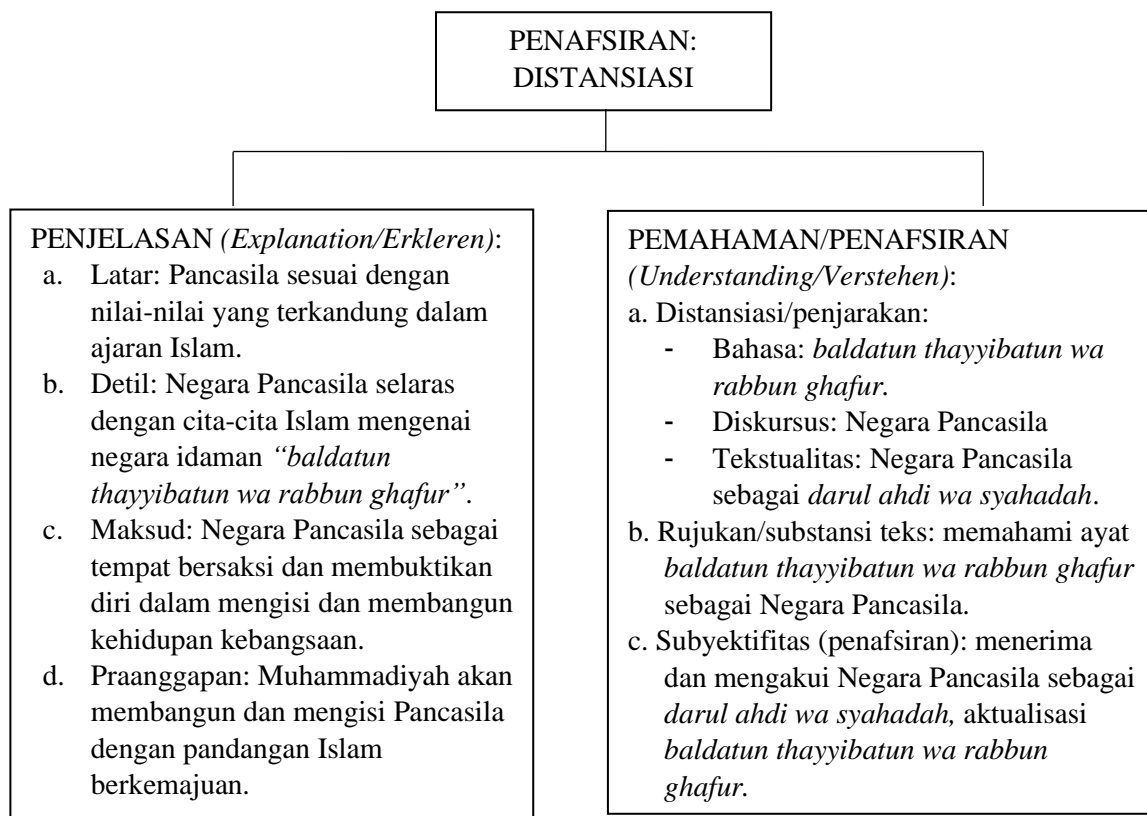 PENAFSIRAN:
DISTANSIASI
PENJELASAN (Explanation/Erkleren):
a. Latar: Pancasila sesuai dengan
nilai-nilai yang terkandung dalam
ajaran Islam.
b. Detil: Negara Pancasila selaras
dengan cita-cita Islam mengenai
negara idaman “baldatun
thayyibatun wa rabbun ghafur”.
c. Maksud: Negara Pancasila sebagai
tempat bersaksi dan membuktikan
diri dalam mengisi dan membangun
kehidupan kebangsaan.
d. Praanggapan: Muhammadiyah akan
membangun dan mengisi Pancasila
dengan pandangan Islam
berkemajuan.
PEMAHAMAN/PENAFSIRAN
(Understanding/Verstehen):
a. Distansiasi/penjarakan:
- Bahasa: baldatun thayyibatun wa
rabbun ghafur.
- Diskursus: Negara Pancasila
- Tekstualitas: Negara Pancasila
sebagai darul ahdi wa syahadah.
b. Rujukan/substansi teks: memahami ayat
baldatun thayyibatun wa rabbun ghafur
sebagai Negara Pancasila.
c. Subyektifitas (penafsiran): menerima
dan mengakui Negara Pancasila sebagai
darul ahdi wa syahadah, aktualisasi
baldatun thayyibatun wa rabbun
ghafur.